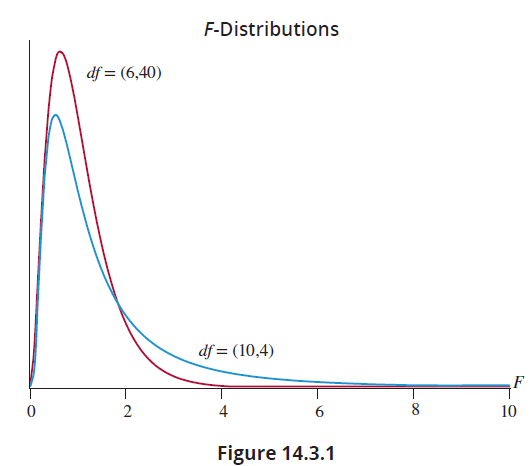 F-Distributions
df = (6,40)
df = (10,4)
F
0 2 4 6 8 10
Figure 14.3.1